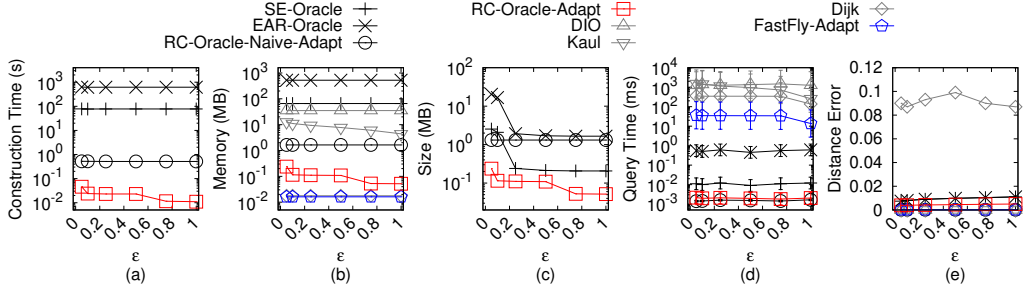 SE-Oracle
EAR-Oracle
RC-Oracle-Naive-Adapt
RC-Oracle-Adapt
DIO
Kaul
Dijk
FastFly-Adapt
Construction Time (s)
10^3
10^2
10^1
10^0
10^-1
10^-2
0.2
0.4
0.6
0.8
1
ε
(a)
Memory (MB)
10^3
10^2
10^1
10^0
10^-1
10^-2
0.2
0.4
0.6
0.8
1
ε
(b)
Size (MB)
10^2
10^1
10^0
10^-1
0.2
0.4
0.6
0.8
1
ε
(c)
Query Time (ms)
10^4
10^3
10^2
10^1
10^0
10^-1
10^-2
10^-3
0.2
0.4
0.6
0.8
1
ε
(d)
Distance Error
0.12
0.1
0.08
0.06
0.04
0.02
0
0.2
0.4
0.6
0.8
1
ε
(e)